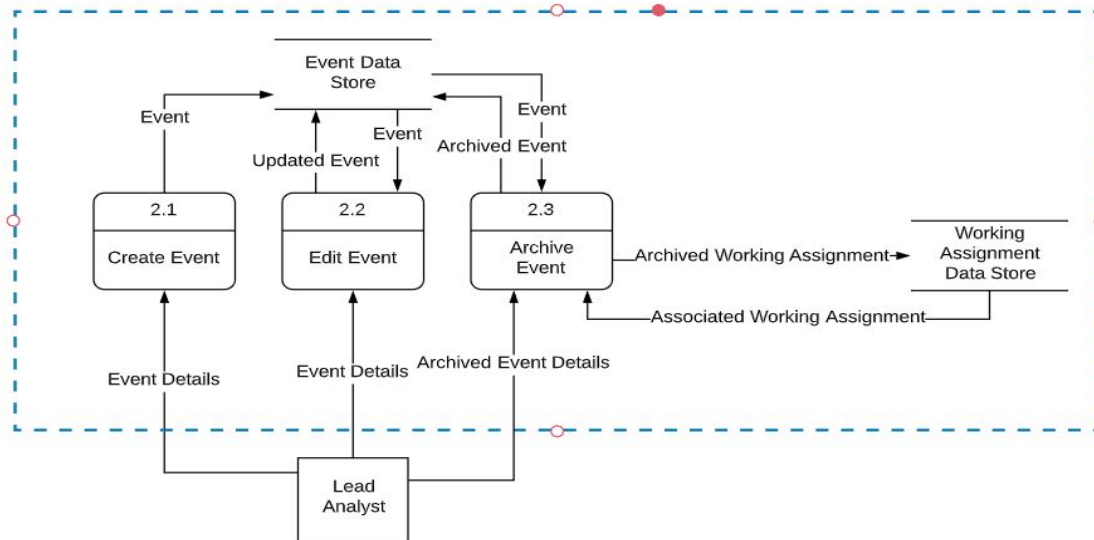 Event Data
Store
Event
Event
Event
Archived Event
Updated Event
2.1
Create Event
2.2
Edit Event
2.3
Archive
Event
Archived Working Assignment
Working
Assignment
Data Store
Associated Working Assignment
Event Details
Event Details
Archived Event Details
Lead
Analyst